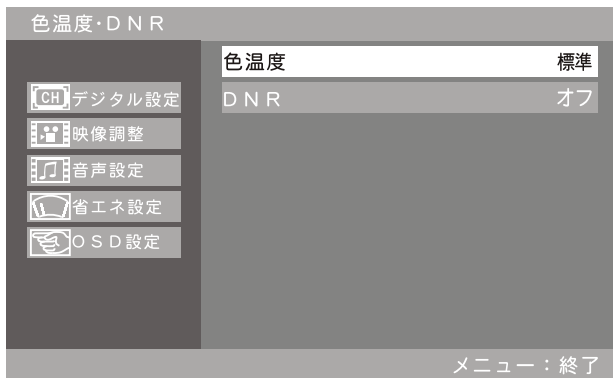 色温度・ＤＮＲ
色温度 標準
ＤＮＲ オフ
CH デジタル設定
映像調整
音声設定
省エネ設定
ＯＳＤ設定
メニュー：終了